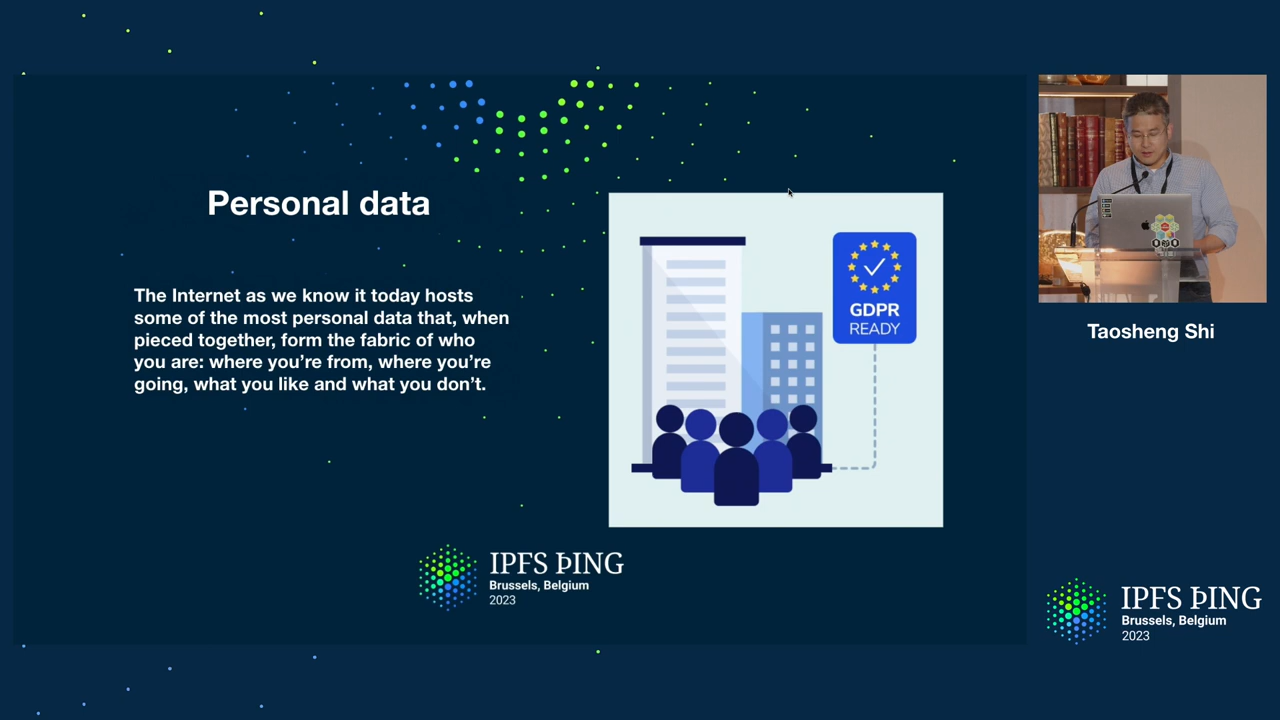 Personal data
The Internet as we know it today hosts
some of the most personal data that, when
pieced together, form the fabric of who
you are: where you’re from, where you’re
going, what you like and what you don’t.
GDPR
READY
IPFS ÞING
Brussels, Belgium
2023
Taosheng Shi
IPFS ÞING
Brussels, Belgium
2023